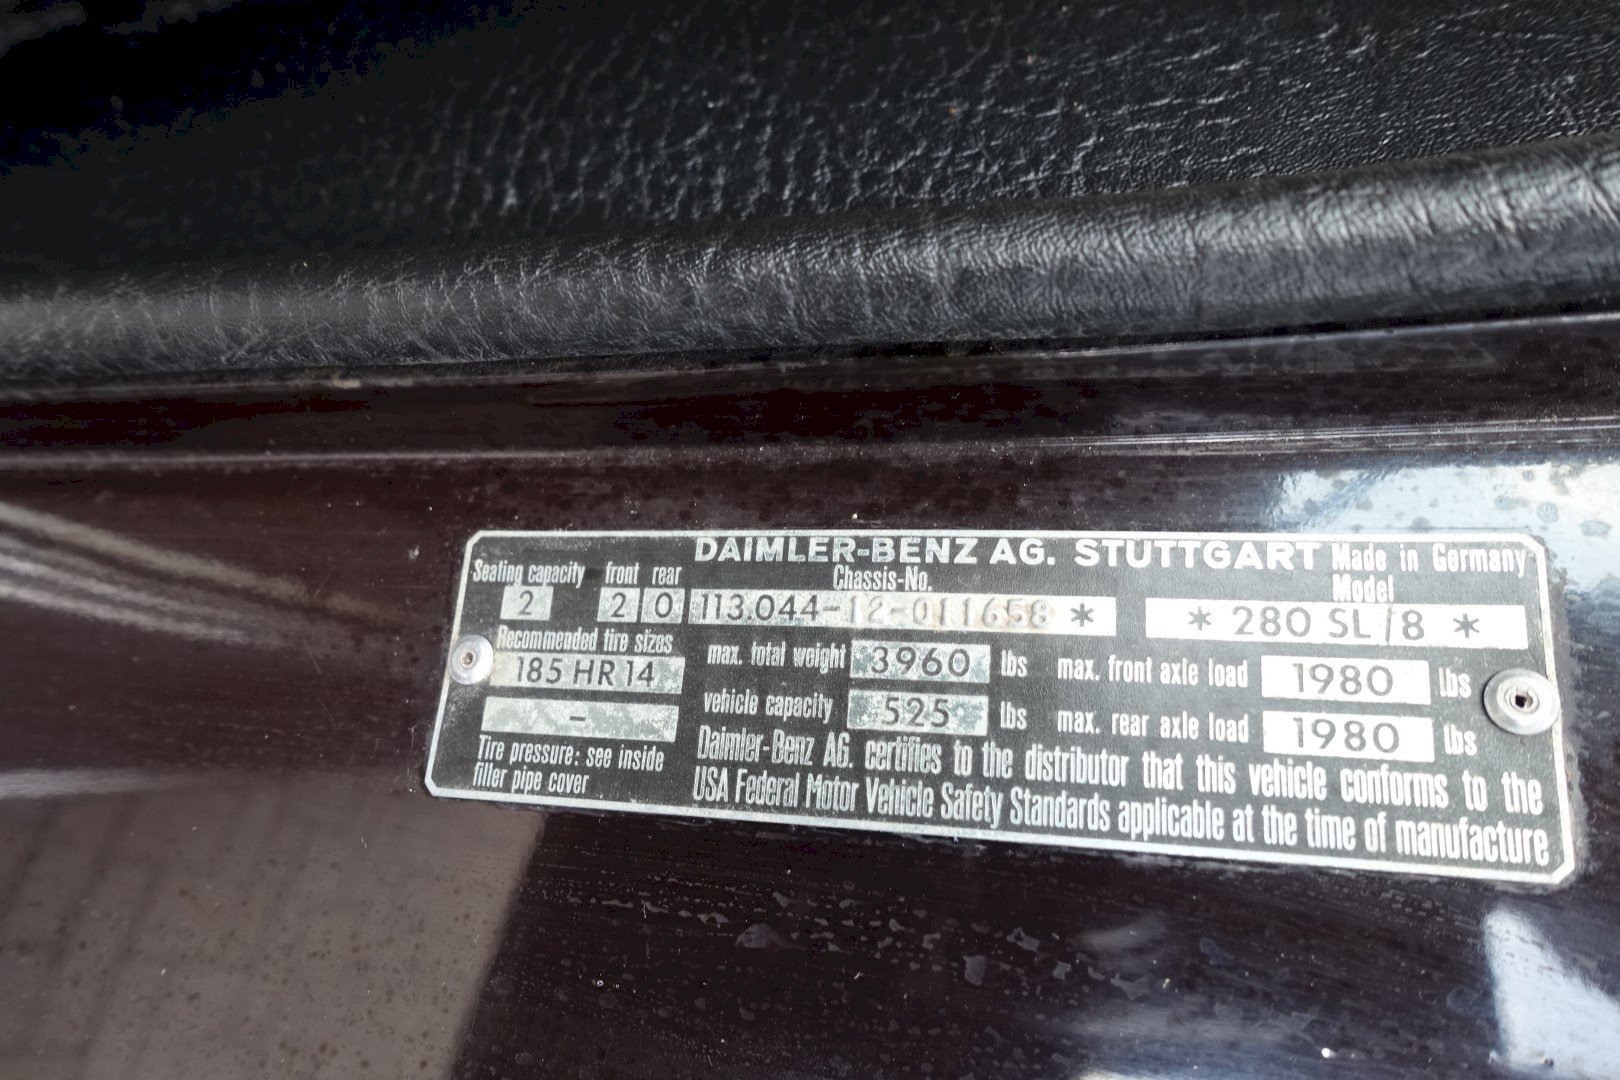 DAIMLER-BENZ AG. STUTTGART Made in Germany
Seating capacity front rear Chassis-No. Model
2 2 0 113.044-12-011658 * * 280 SL/8 *
Recommended tire sizes
185 HR 14
-
Tire pressure: see inside
filler pipe cover
max. total weight 3960 lbs max. front axle load 1980 lbs
vehicle capacity 525 lbs max. rear axle load 1980 lbs
Daimler-Benz AG. certifies to the distributor that this vehicle conforms to the
USA Federal Motor Vehicle Safety Standards applicable at the time of manufacture